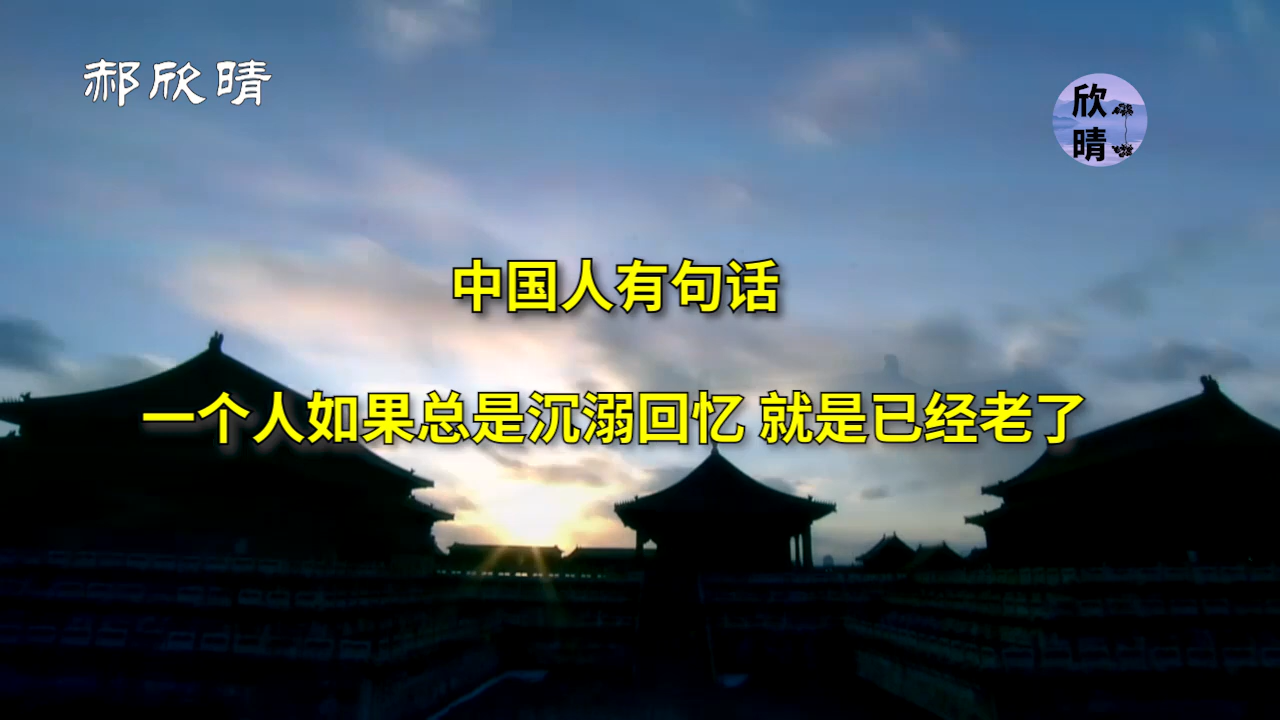 郝欣晴
欣
晴
中国人有句话
一个人如果总是沉溺回忆 就是已经老了